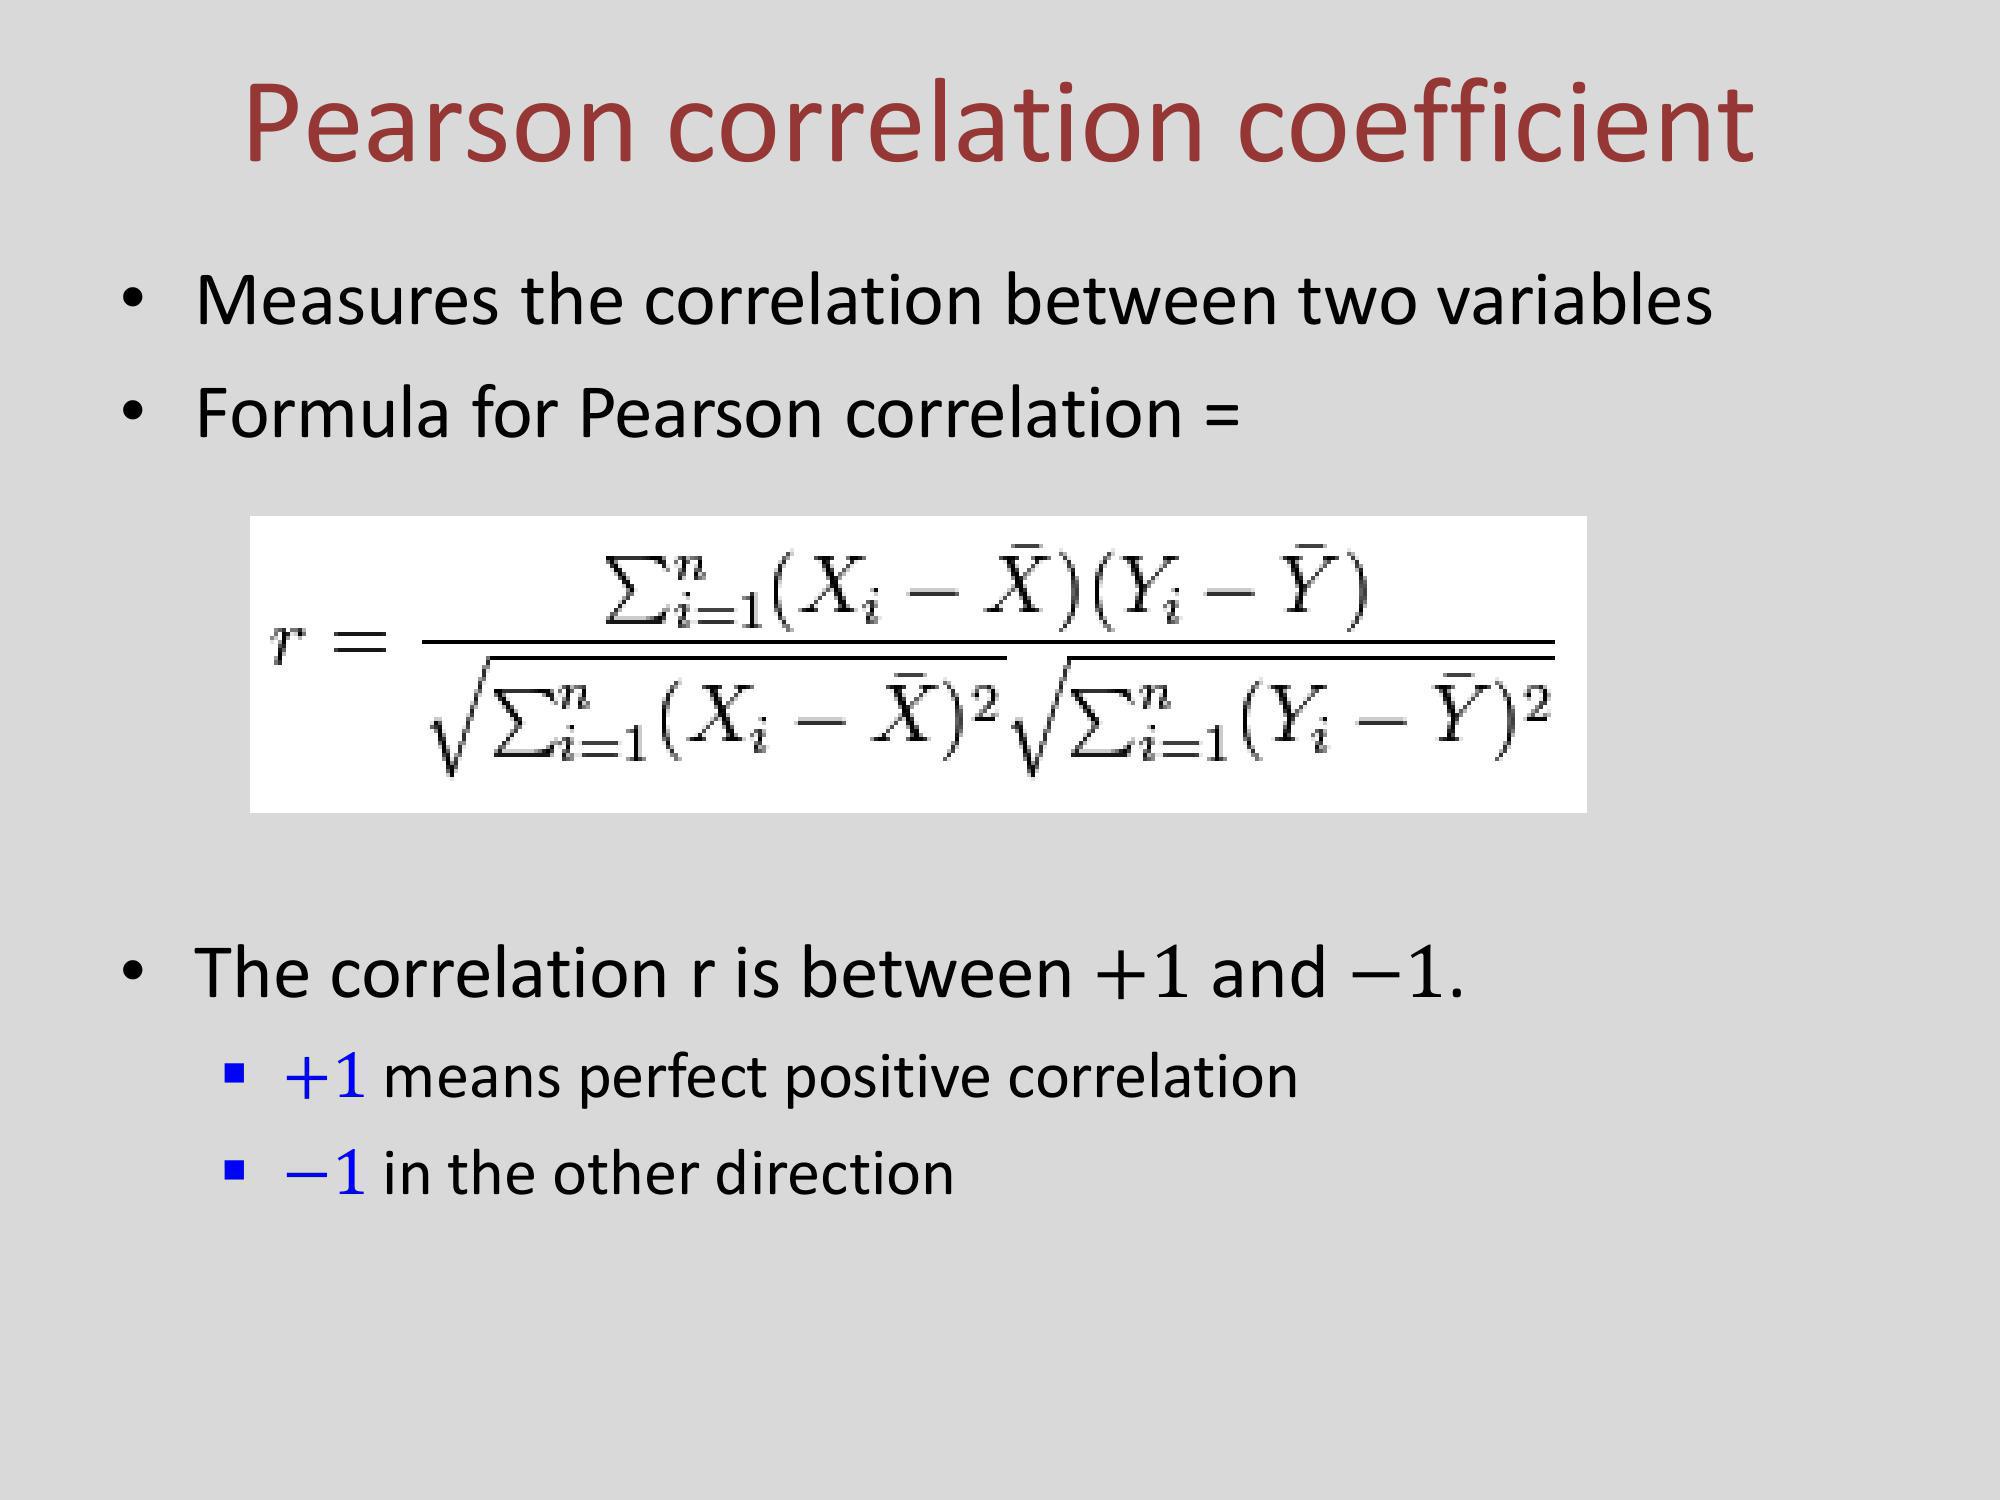 Pearson correlation coefficient
• Measures the correlation between two variables
• Formula for Pearson correlation =
r = \frac{\sum_{i=1}^{n}(X_i - \bar{X})(Y_i - \bar{Y})}{\sqrt{\sum_{i=1}^{n}(X_i - \bar{X})^2}\sqrt{\sum_{i=1}^{n}(Y_i - \bar{Y})^2}}
• The correlation r is between +1 and −1.
▪ +1 means perfect positive correlation
▪ −1 in the other direction